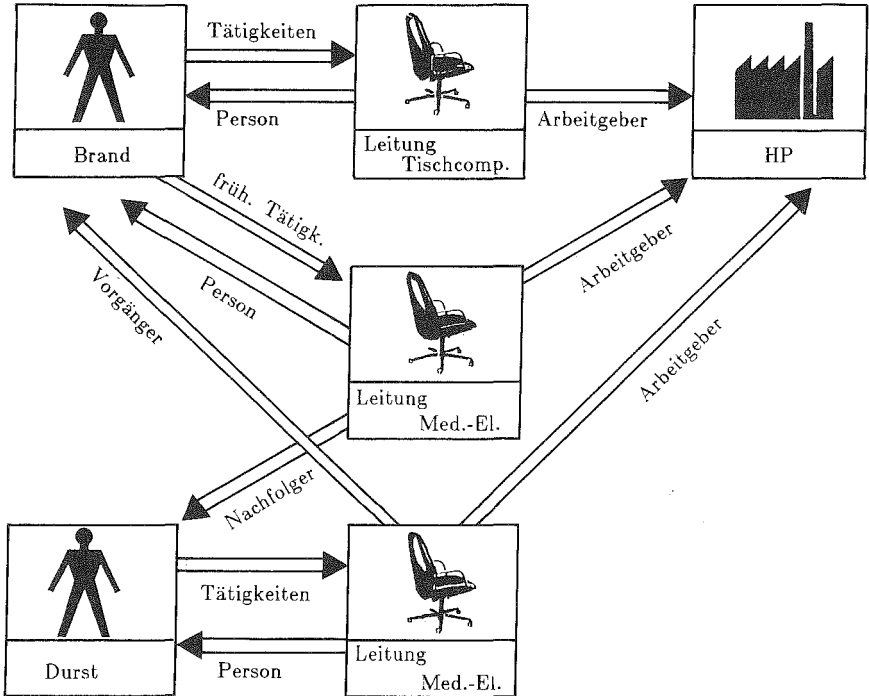 Tätigkeiten
Person
Arbeitgeber
Brand
Leitung
Tischcomp.
HP
früh. Tätigk.
Person
Vorgänger
Arbeitgeber
Arbeitgeber
Leitung
Med.-El.
Nachfolger
Tätigkeiten
Durst
Person
Leitung
Med.-El.